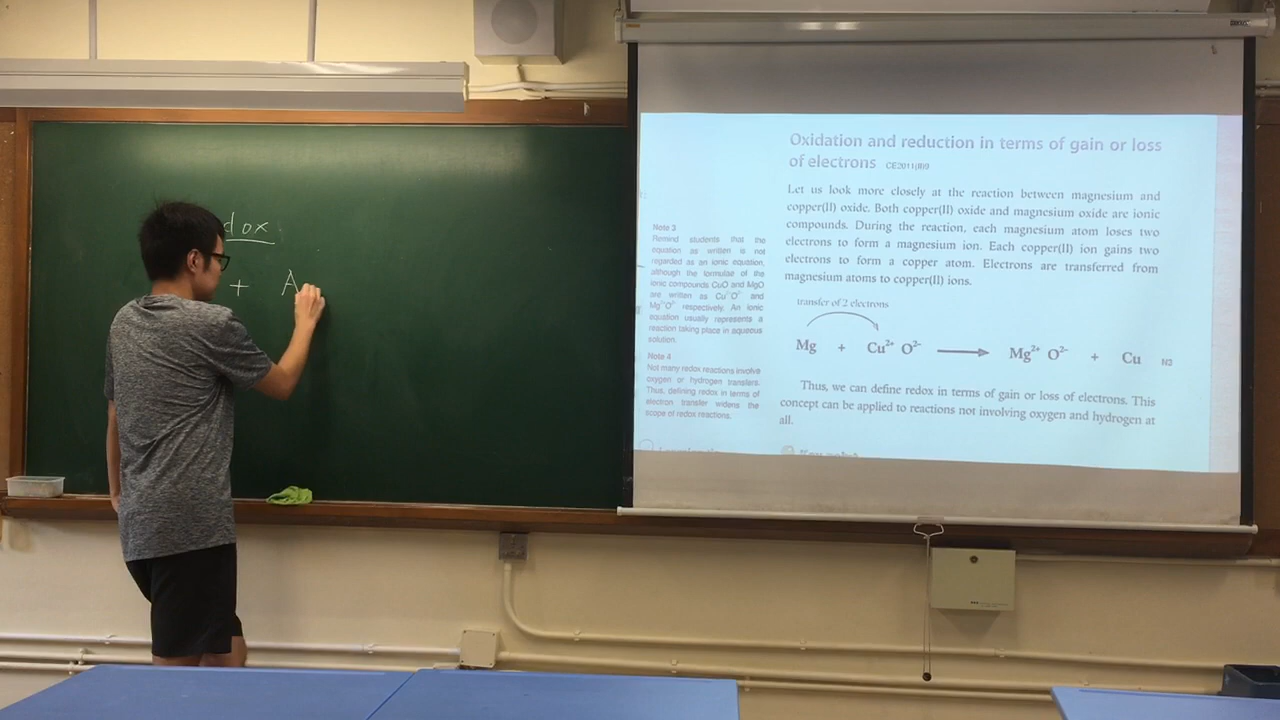 dox
+ A
Oxidation and reduction in terms of gain or loss
of electrons CE2011(II)9
Let us look more closely at the reaction between magnesium and
copper(II) oxide. Both copper(II) oxide and magnesium oxide are ionic
compounds. During the reaction, each magnesium atom loses two
electrons to form a magnesium ion. Each copper(II) ion gains two
electrons to form a copper atom. Electrons are transferred from
magnesium atoms to copper(II) ions.
transfer of 2 electrons
Mg + Cu²⁺ O²⁻ ⟶ Mg²⁺ O²⁻ + Cu
Thus, we can define redox in terms of gain or loss of electrons. This
concept can be applied to reactions not involving oxygen and hydrogen at
all.
Note 3
Remind students that the
equation as written is not
regarded as an ionic equation,
although the formulae of the
ionic compounds CuO and MgO
are written as Cu²⁺O²⁻ and
Mg²⁺O²⁻ respectively. An ionic
equation usually represents a
reaction taking place in aqueous
solution.
Note 4
Not many redox reactions involve
oxygen or hydrogen transfers.
Thus, defining redox in terms of
electron transfer widens the
scope of redox reactions.